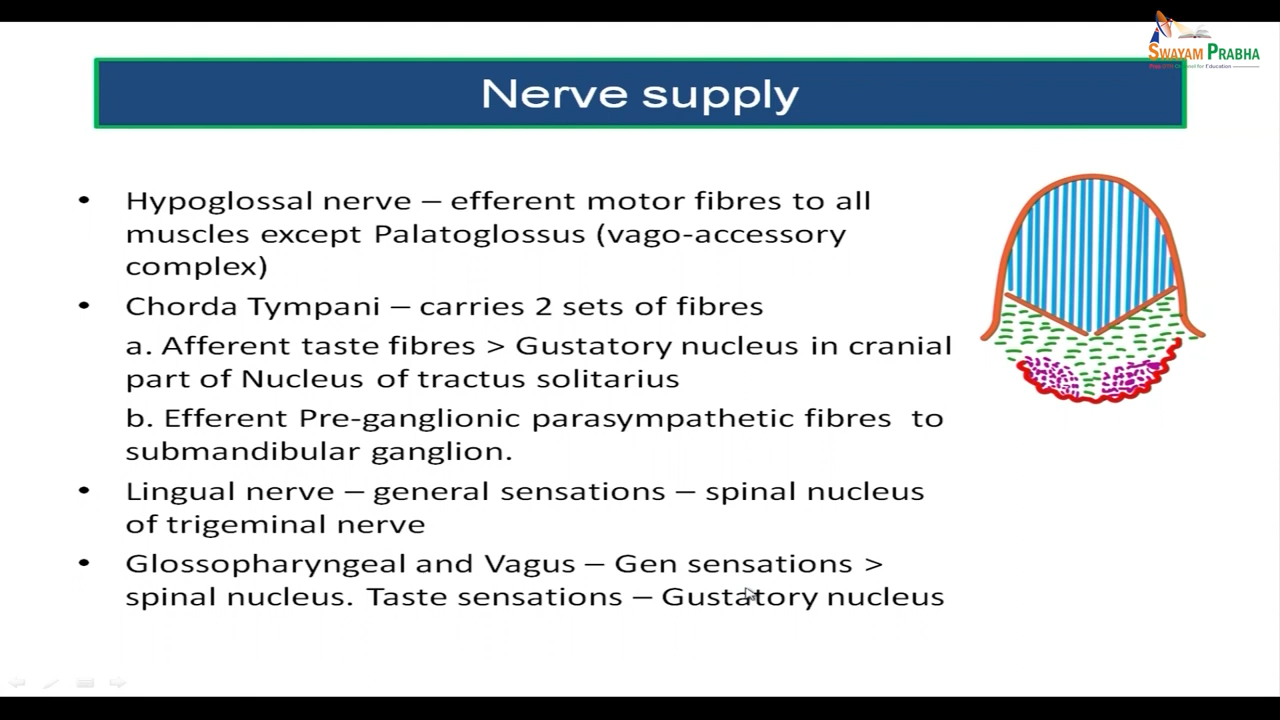 SWAYAM PRABHA
Nerve supply
• Hypoglossal nerve – efferent motor fibres to all
muscles except Palatoglossus (vago-accessory
complex)
• Chorda Tympani – carries 2 sets of fibres
a. Afferent taste fibres > Gustatory nucleus in cranial
part of Nucleus of tractus solitarius
b. Efferent Pre-ganglionic parasympathetic fibres to
submandibular ganglion.
• Lingual nerve – general sensations – spinal nucleus
of trigeminal nerve
• Glossopharyngeal and Vagus – Gen sensations >
spinal nucleus. Taste sensations – Gustatory nucleus